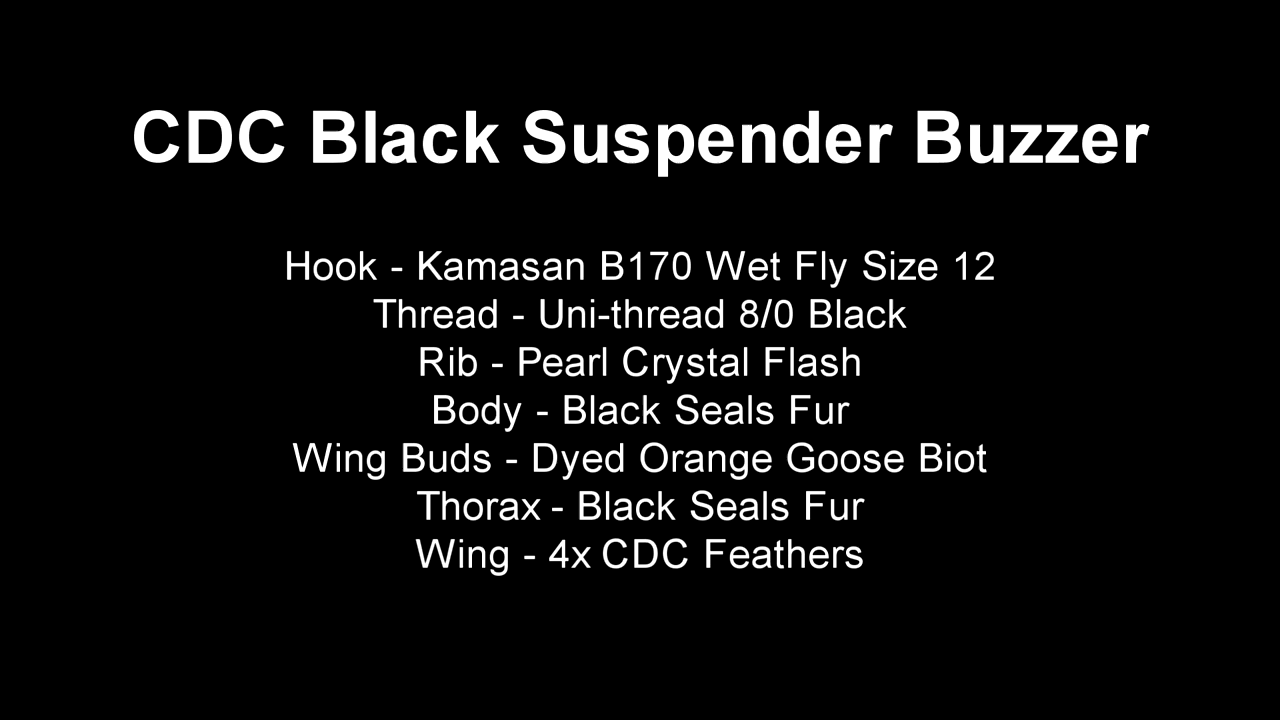 CDC Black Suspender Buzzer
Hook - Kamasan B170 Wet Fly Size 12
Thread - Uni-thread 8/0 Black
Rib - Pearl Crystal Flash
Body - Black Seals Fur
Wing Buds - Dyed Orange Goose Biot
Thorax - Black Seals Fur
Wing - 4x CDC Feathers